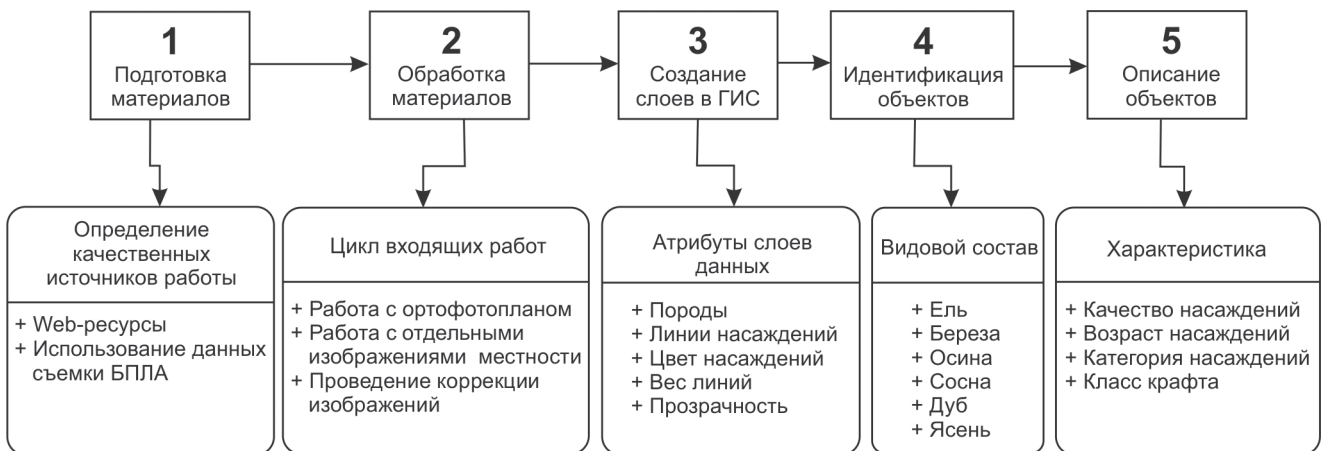 1
Подготовка
материалов
2
Обработка
материалов
3
Создание
слоев в ГИС
4
Идентификация
объектов
5
Описание
объектов
Определение
качественных
источников работы
+ Web-ресурсы
+ Использование данных
съемки БПЛА
Цикл входящих работ
+ Работа с ортофотопланом
+ Работа с отдельными
изображениями местности
+ Проведение коррекции
изображений
Атрибуты слоев
данных
+ Породы
+ Линии насаждений
+ Цвет насаждений
+ Вес линий
+ Прозрачность
Видовой состав
+ Ель
+ Береза
+ Осина
+ Сосна
+ Дуб
+ Ясень
Характеристика
+ Качество насаждений
+ Возраст насаждений
+ Категория насаждений
+ Класс крафта